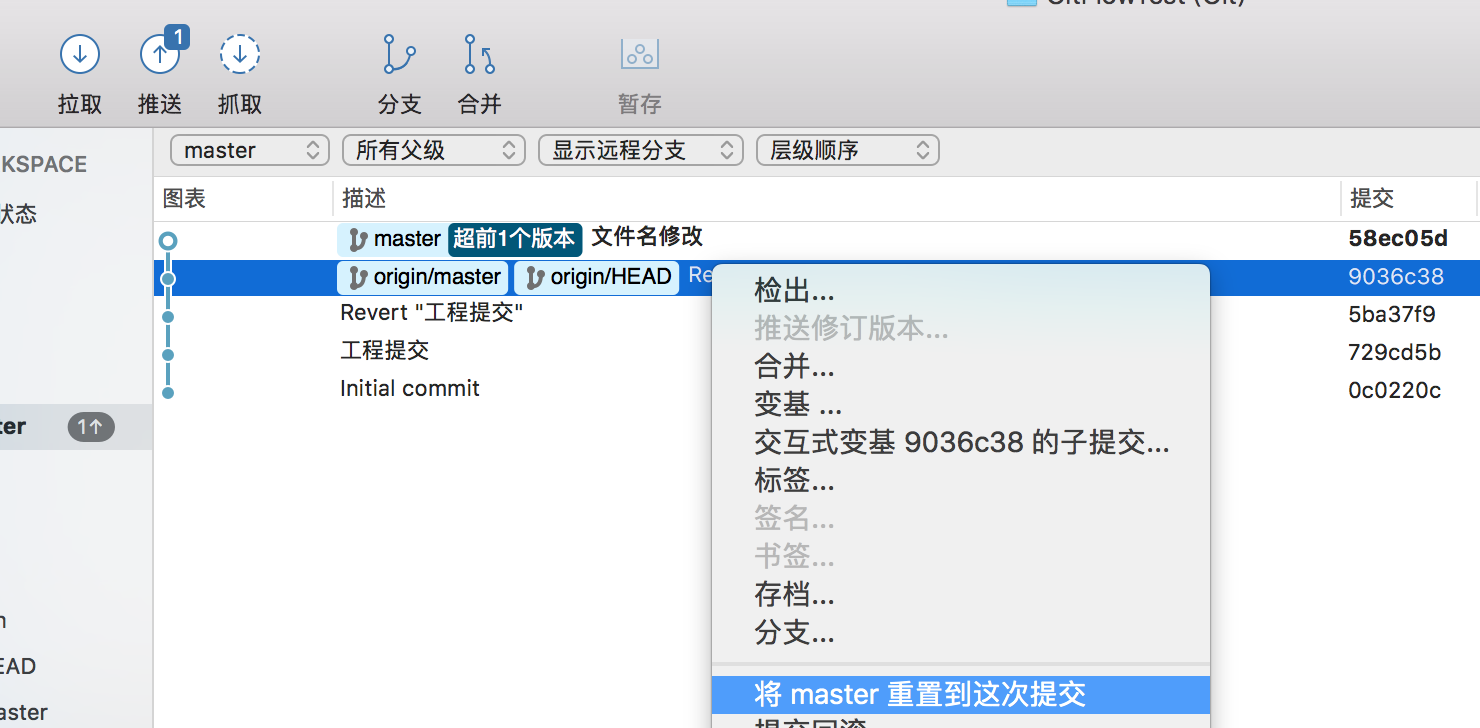 1
拉取 推送 抓取 分支 合并 暂存
KSPACE
master 所有父级 显示远程分支 层级顺序
图表 描述 提交
状态
master 超前1个版本 文件名修改 58ec05d
origin/master origin/HEAD Re 9036c38
Revert "工程提交" 5ba37f9
工程提交 729cd5b
Initial commit 0c0220c
ter 1↑
检出...
推送修订版本...
合并...
变基 ...
交互式变基 9036c38 的子提交...
标签...
签名...
书签...
存档...
分支...
EAD
将 master 重置到这次提交
aster